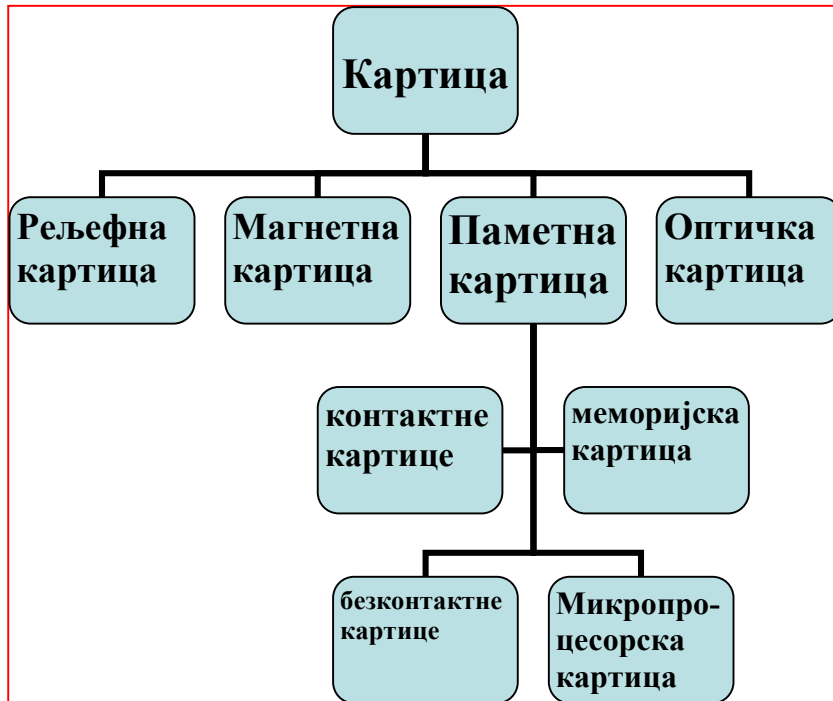 Картица
Рељефна
картица
Магнетна
картица
Паметна
картица
Оптичка
картица
контактне
картице
меморијска
картица
безконтактне
картице
Микропро-
цесорска
картица